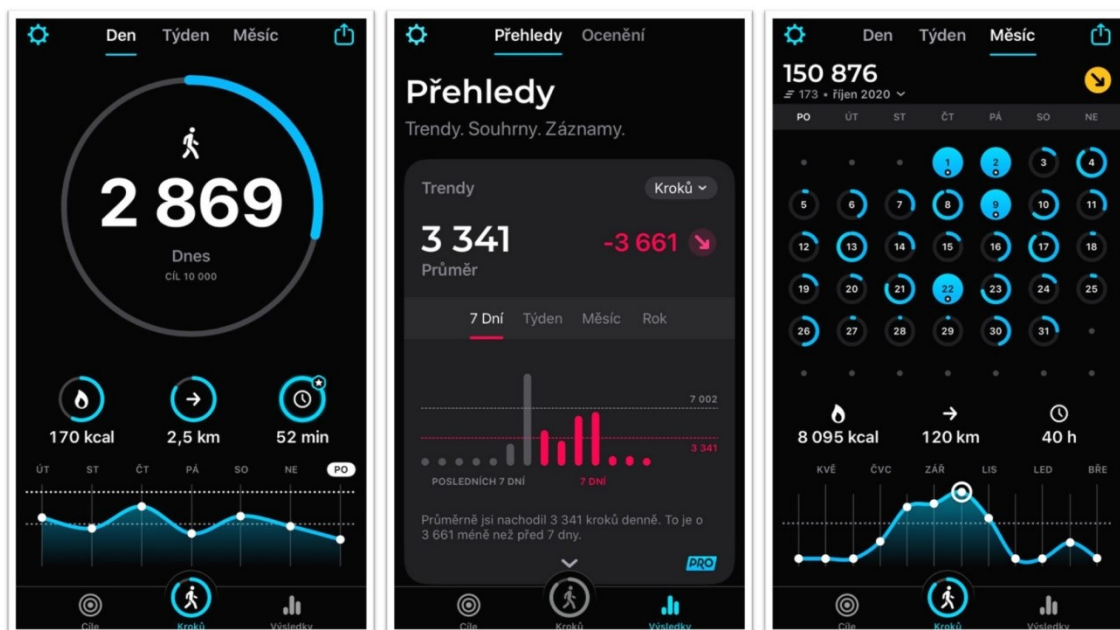 Den Týden Měsíc
2 869
Dnes
CÍL 10 000
170 kcal 2,5 km 52 min
ÚT ST ČT PÁ SO NE PO
Cíle Kroků Výsledky
Přehledy Ocenění
Přehledy
Trendy. Souhrny. Záznamy.
Trendy Kroků
3 341 -3 661
Průměr
7 Dní Týden Měsíc Rok
7 002
3 341
POSLEDNÍCH 7 DNÍ 7 DNÍ
Průměrně jsi nachodil 3 341 kroků denně. To je o
3 661 méně než před 7 dny.
PRO
Cíle Kroků Výsledky
Den Týden Měsíc
150 876
173 • říjen 2020
PO ÚT ST ČT PÁ SO NE
1 2 3 4
5 6 7 8 9 10 11
12 13 14 15 16 17 18
19 20 21 22 23 24 25
26 27 28 29 30 31
8 095 kcal 120 km 40 h
KVĚ ČVC ZÁŘ LIS LED BŘE
Cíle Kroků Výsledky